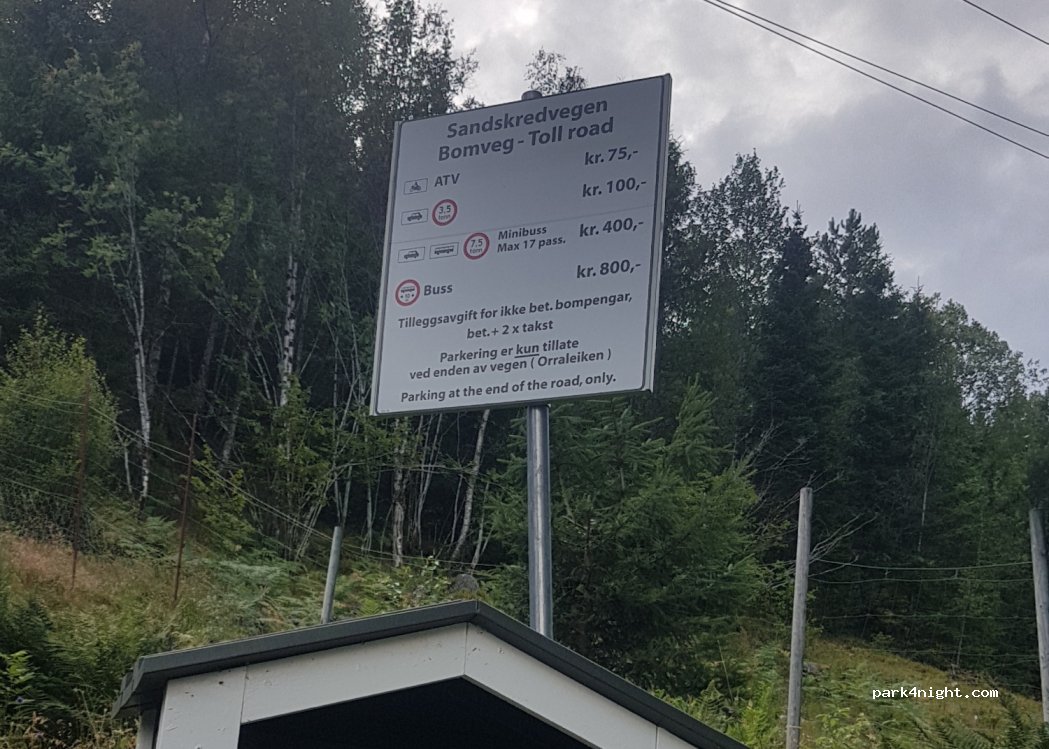 Sandskredvegen
Bomveg - Toll road
ATV kr. 75,-
3,5 tonn kr. 100,-
7,5 tonn Minibuss Max 17 pass. kr. 400,-
Buss kr. 800,-
Tilleggsavgift for ikke bet. bompengar,
bet. + 2 x takst
Parkering er kun tillate
ved enden av vegen ( Orraleiken )
Parking at the end of the road, only.
park4night.com